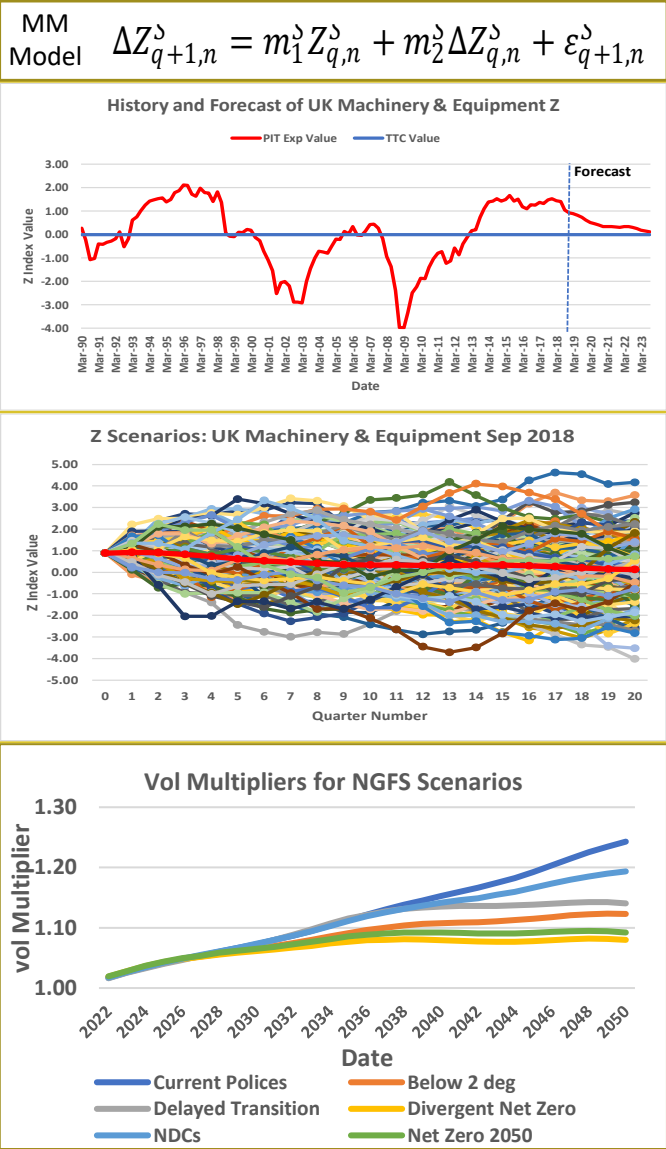 MM
Model
ΔZ^𝕊_{q+1,n} = m_1^𝕊 Z^𝕊_{q,n} + m_2^𝕊 ΔZ^𝕊_{q,n} + ε^𝕊_{q+1,n}
History and Forecast of UK Machinery & Equipment Z
PIT Exp Value TTC Value
Forecast
Z Index Value
3.00
2.00
1.00
0.00
-1.00
-2.00
-3.00
-4.00
Mar-90 Mar-91 Mar-92 Mar-93 Mar-94 Mar-95 Mar-96 Mar-97 Mar-98 Mar-99 Mar-00 Mar-01 Mar-02 Mar-03 Mar-04 Mar-05 Mar-06 Mar-07 Mar-08 Mar-09 Mar-10 Mar-11 Mar-12 Mar-13 Mar-14 Mar-15 Mar-16 Mar-17 Mar-18 Mar-19 Mar-20 Mar-21 Mar-22 Mar-23
Date
Z Scenarios: UK Machinery & Equipment Sep 2018
Z Index Value
5.00
4.00
3.00
2.00
1.00
0.00
-1.00
-2.00
-3.00
-4.00
-5.00
0 1 2 3 4 5 6 7 8 9 10 11 12 13 14 15 16 17 18 19 20
Quarter Number
Vol Multipliers for NGFS Scenarios
vol Multiplier
1.30
1.20
1.10
1.00
2022 2024 2026 2028 2030 2032 2034 2036 2038 2040 2042 2044 2046 2048 2050
Date
Current Polices Below 2 deg
Delayed Transition Divergent Net Zero
NDCs Net Zero 2050